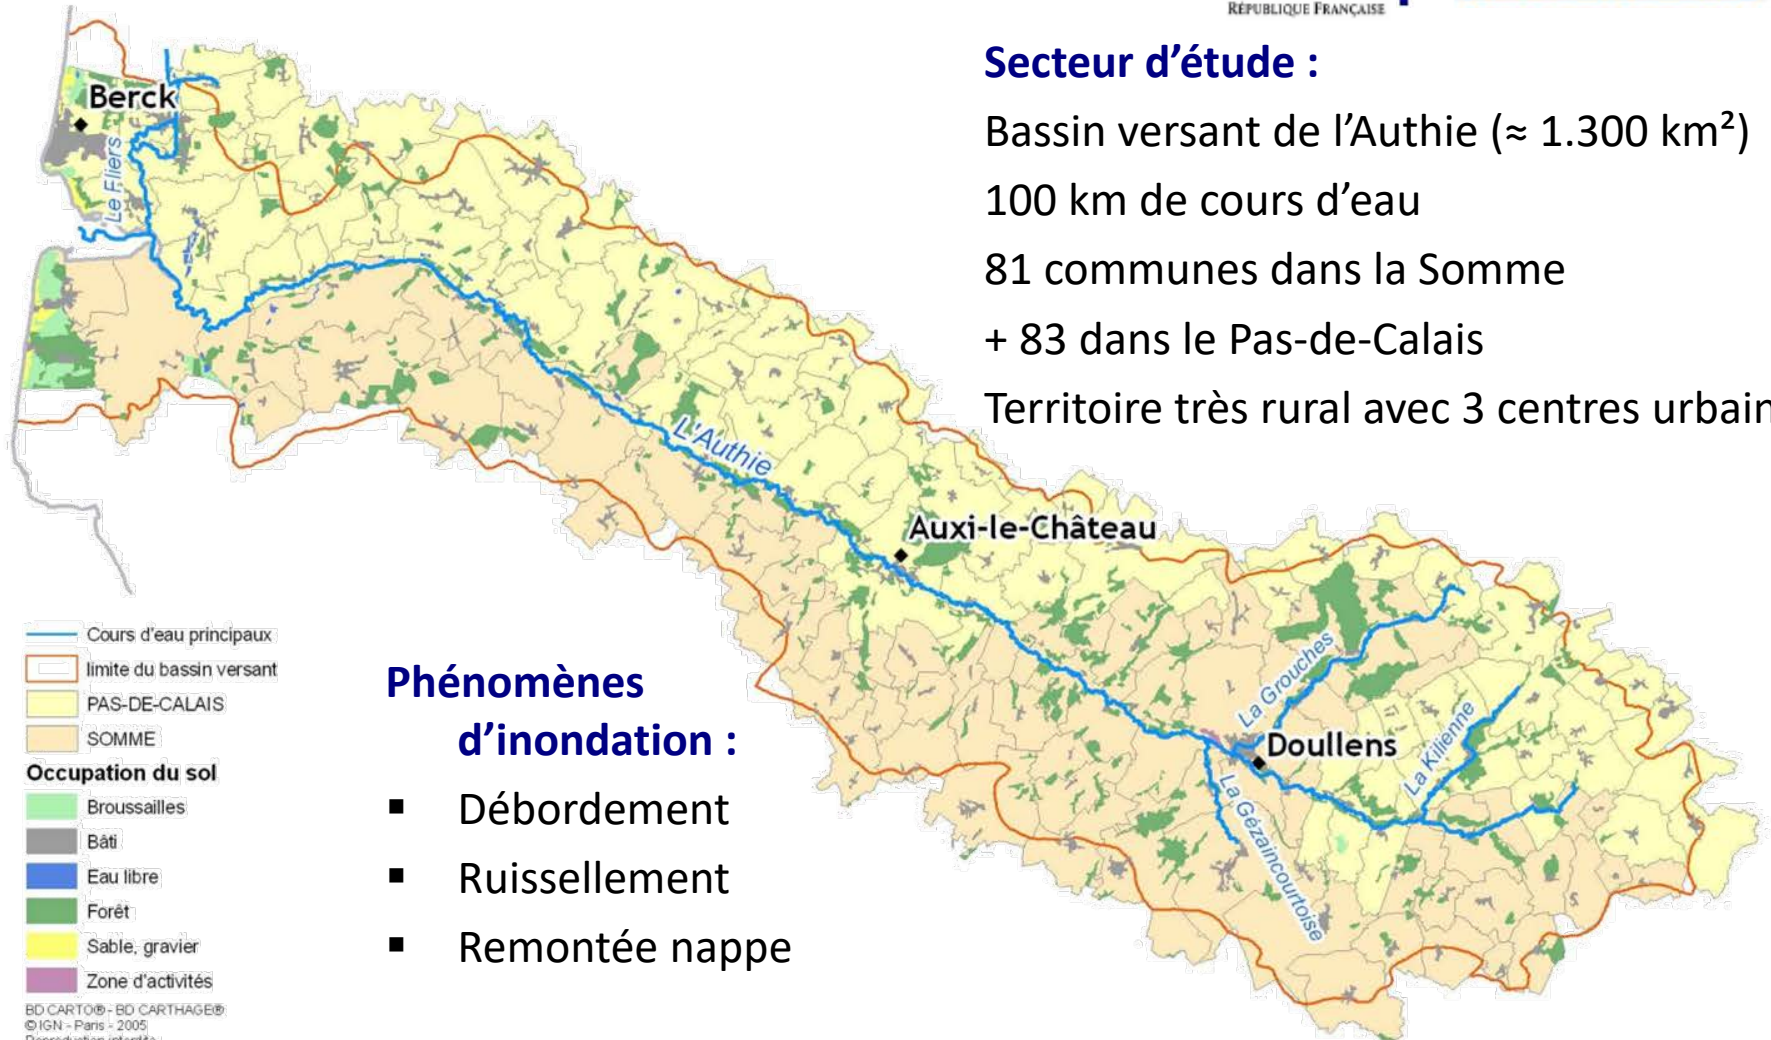 RÉPUBLIQUE FRANÇAISE
Secteur d’étude :
Bassin versant de l’Authie (≈ 1.300 km²)
100 km de cours d’eau
81 communes dans la Somme
+ 83 dans le Pas-de-Calais
Territoire très rural avec 3 centres urbain
Berck
Le Fliers
L'Authie
Auxi-le-Château
La Grouches
Doullens
La Kilienne
La Gézaincourtoise
Cours d'eau principaux
limite du bassin versant
PAS-DE-CALAIS
SOMME
Occupation du sol
Broussailles
Bâti
Eau libre
Forêt
Sable, gravier
Zone d'activités
BD CARTO® - BD CARTHAGE®
© IGN - Paris - 2005
Reproduction interdite
Phénomènes
d’inondation :
▪ Débordement
▪ Ruissellement
▪ Remontée nappe